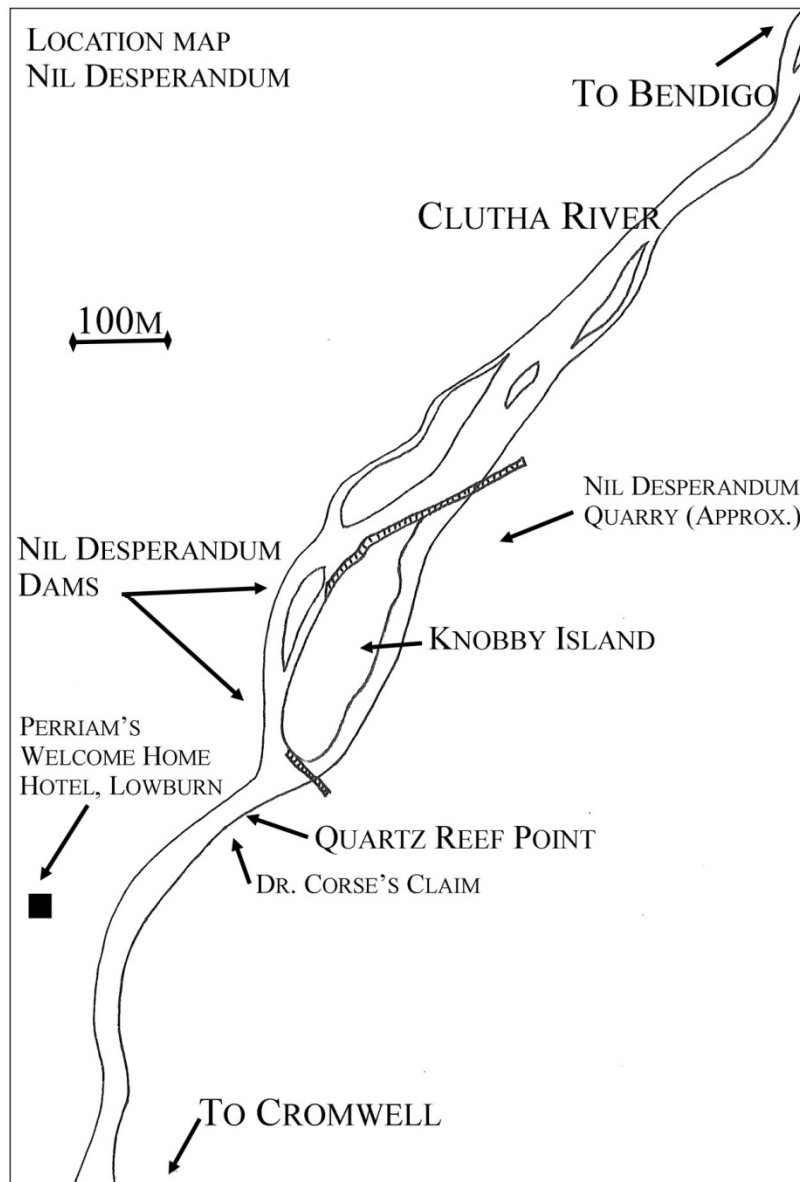 LOCATION MAP
NIL DESPERANDUM
TO BENDIGO
CLUTHA RIVER
100M
NIL DESPERANDUM
QUARRY (APPROX.)
NIL DESPERANDUM
DAMS
KNOBBY ISLAND
PERRIAM'S
WELCOME HOME
HOTEL, LOWBURN
QUARTZ REEF POINT
DR. CORSE'S CLAIM
TO CROMWELL